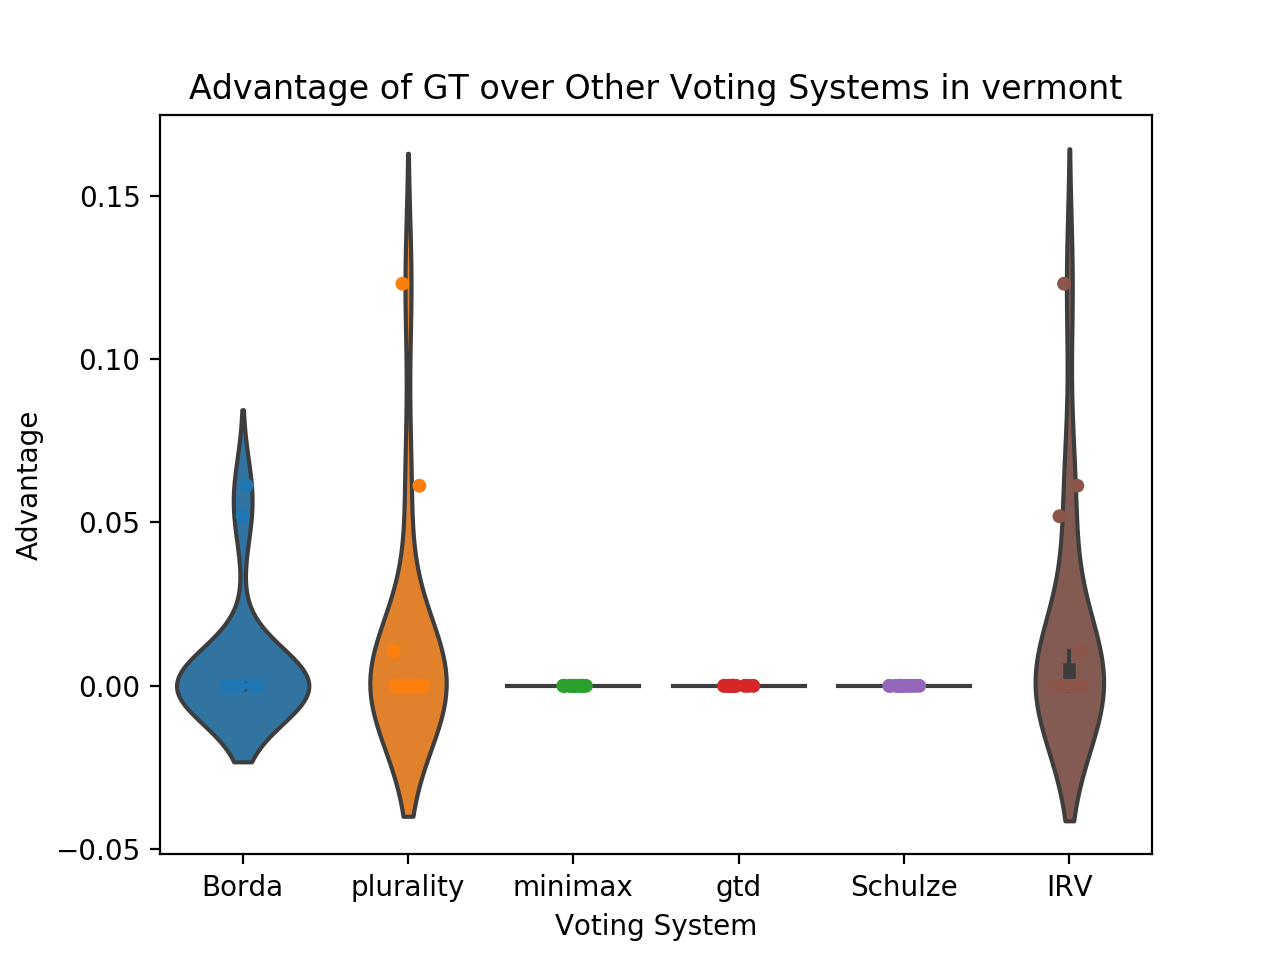 Advantage of GT over Other Voting Systems in vermont
0.15
0.10
0.05
0.00
−0.05
Advantage
Borda plurality minimax gtd Schulze IRV
Voting System